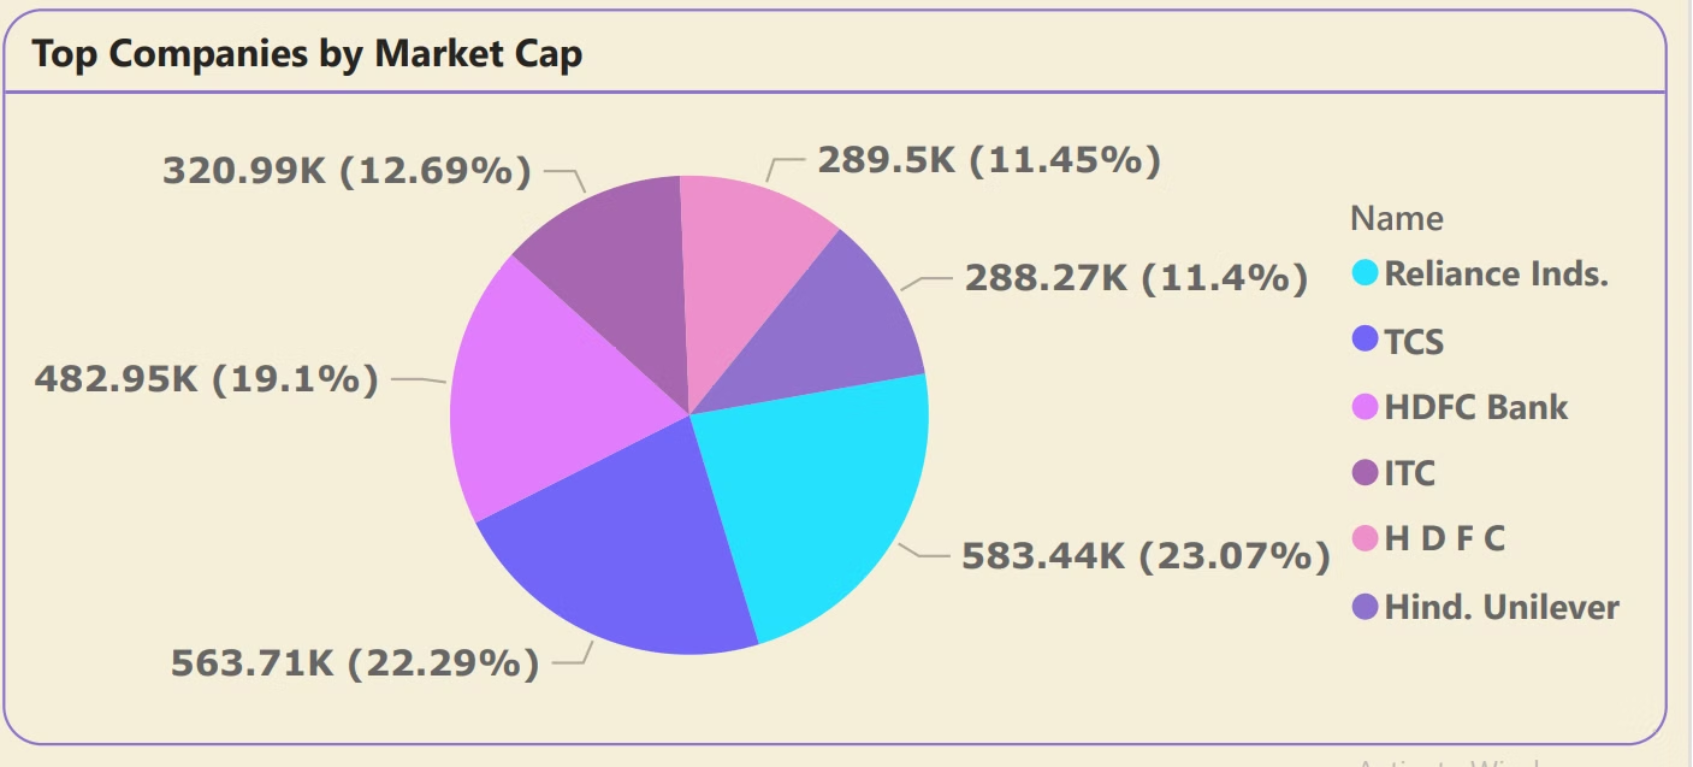 Top Companies by Market Cap
320.99K (12.69%)
289.5K (11.45%)
288.27K (11.4%)
482.95K (19.1%)
583.44K (23.07%)
563.71K (22.29%)
Name
Reliance Inds.
TCS
HDFC Bank
ITC
H D F C
Hind. Unilever